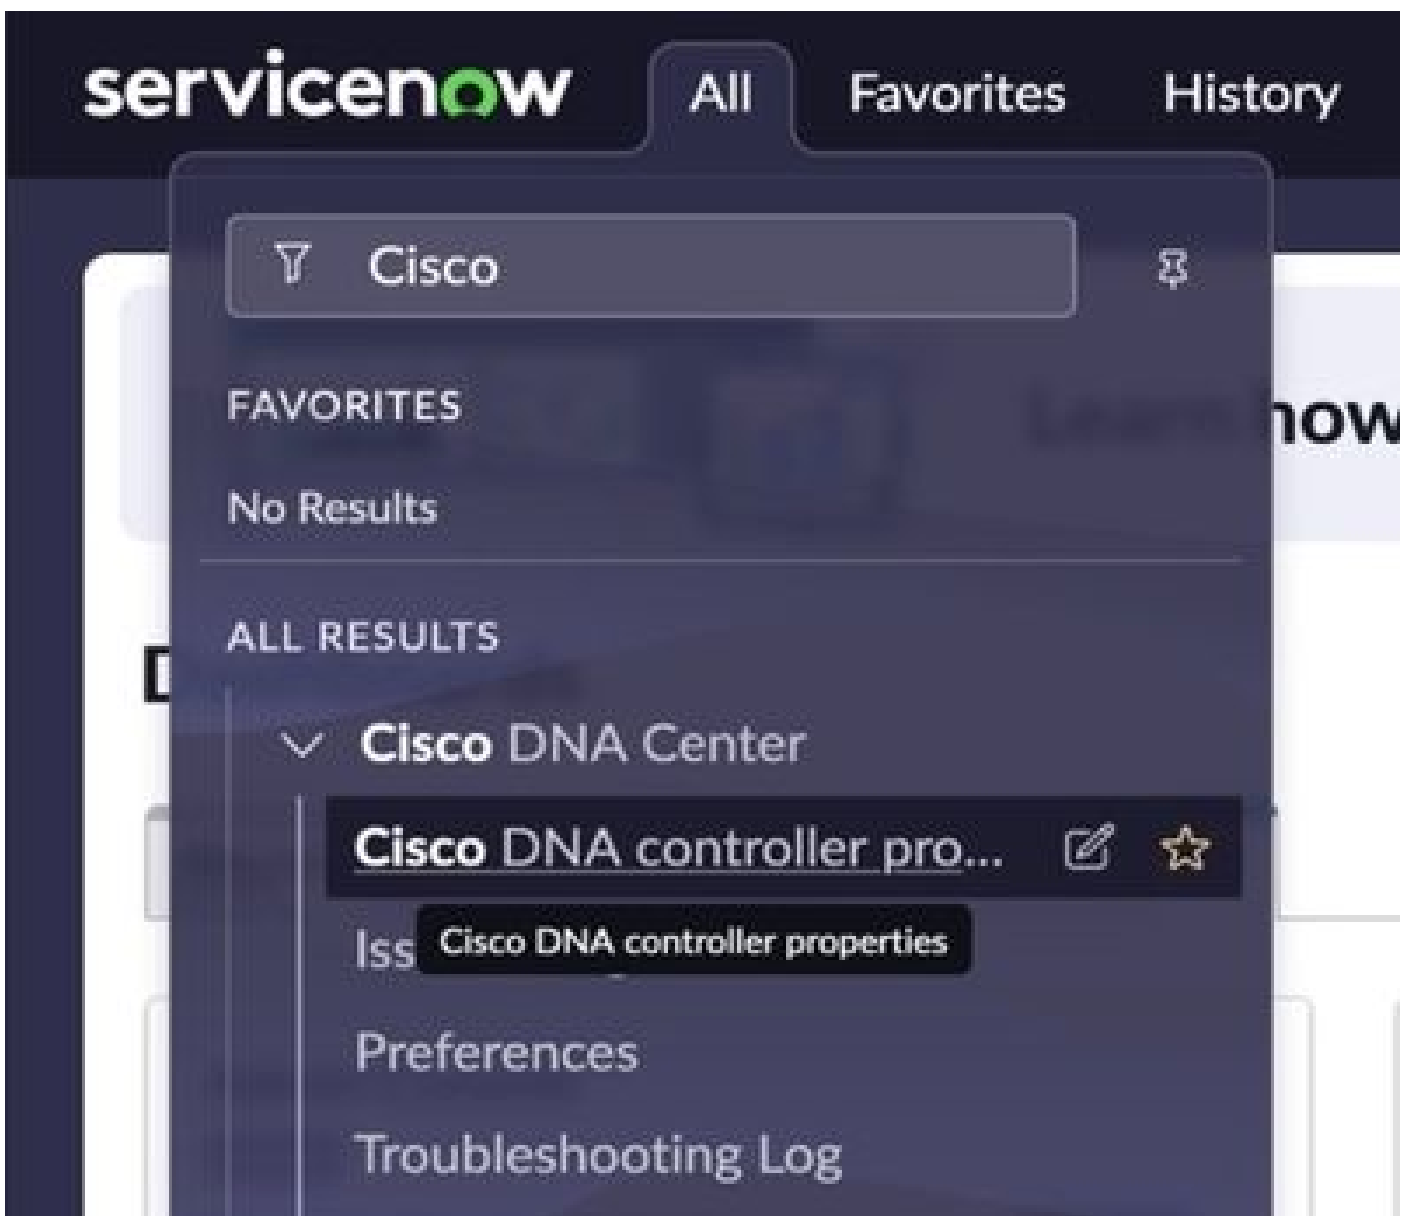 servicenow All Favorites History
Cisco
FAVORITES
No Results
ALL RESULTS
Cisco DNA Center
Cisco DNA controller pro...
Cisco DNA controller properties
Iss
Preferences
Troubleshooting Log
how